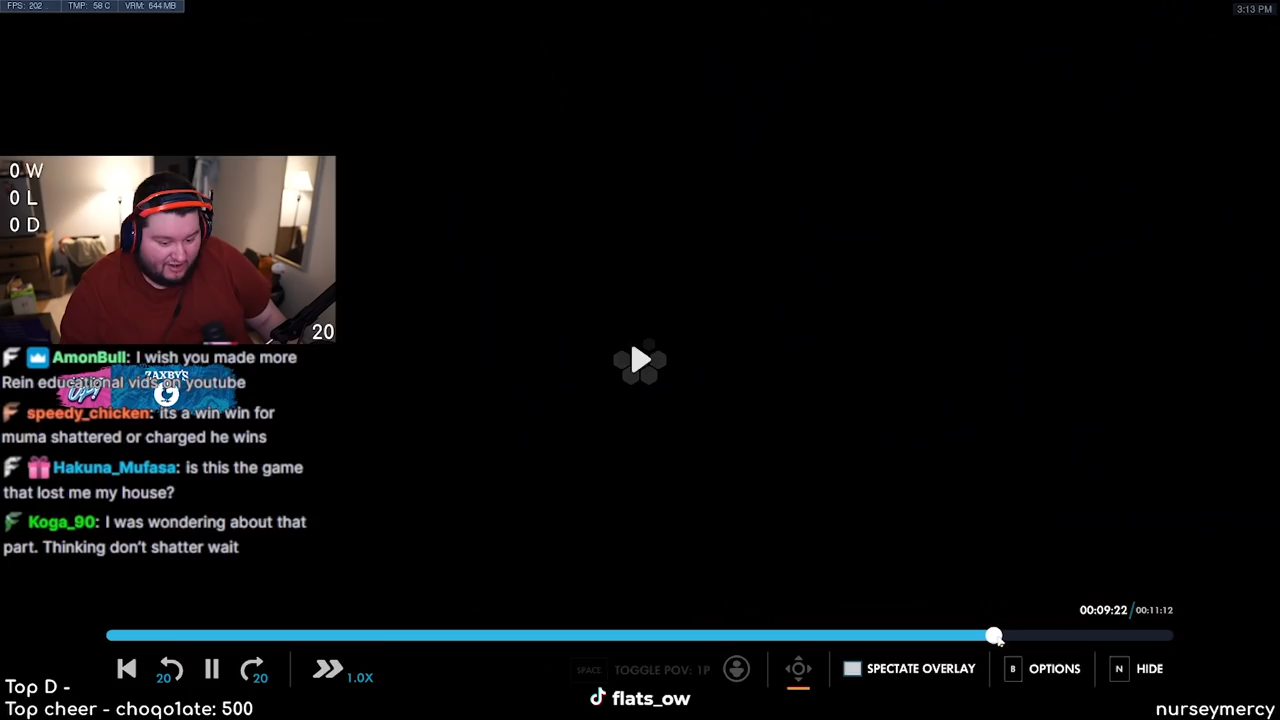 FPS: 202
TMP: 58 C
VRM: 644 MB
3:13 PM
0 W
0 L
0 D
20
AmonBull: I wish you made more
Rein educational vids on youtube
ZAXBY'S
speedy_chicken: its a win win for
muma shattered or charged he wins
Hakuna_Mufasa: is this the game
that lost me my house?
Koga_90: I was wondering about that
part. Thinking don't shatter wait
00:09:22/00:11:12
20
20
1.0X
SPACE TOGGLE POV: 1P
SPECTATE OVERLAY
B OPTIONS
N HIDE
Top D -
Top cheer - choqo1ate: 500
flats_ow
nurseymercy